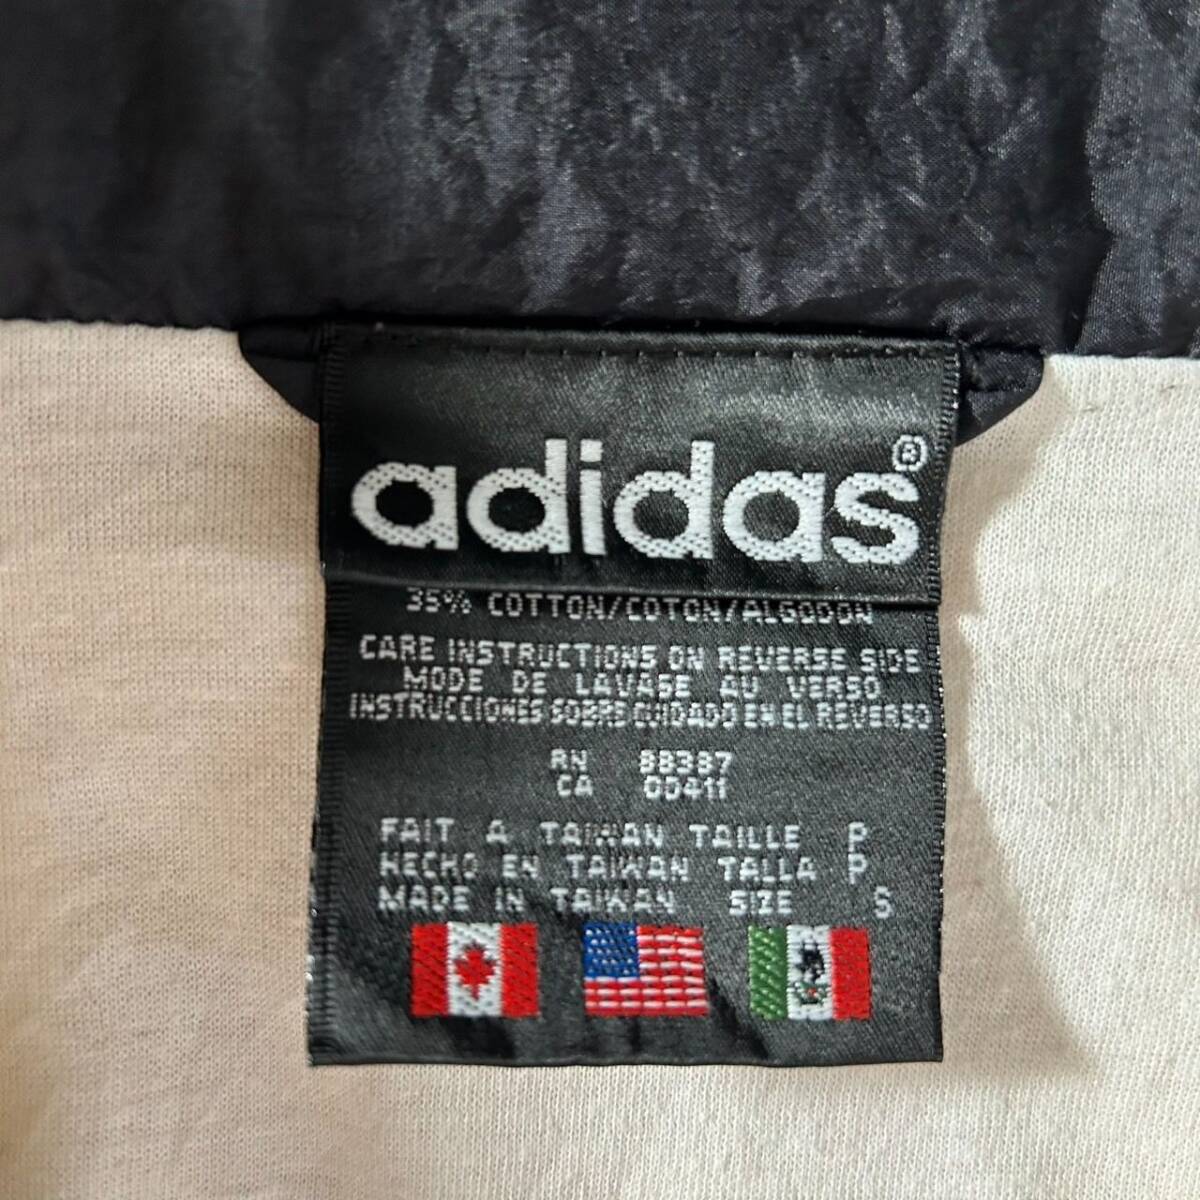 adidas®
35% COTTON/COTON/ALGODON
CARE INSTRUCTIONS ON REVERSE SIDE
MODE DE LAVAGE AU VERSO
INSTRUCCIONES SOBRE CUIDADO EN EL REVERSO
RN 88387
CA 00411
FAIT A TAIWAN TAILLE P
HECHO EN TAIWAN TALLA P
MADE IN TAIWAN SIZE S